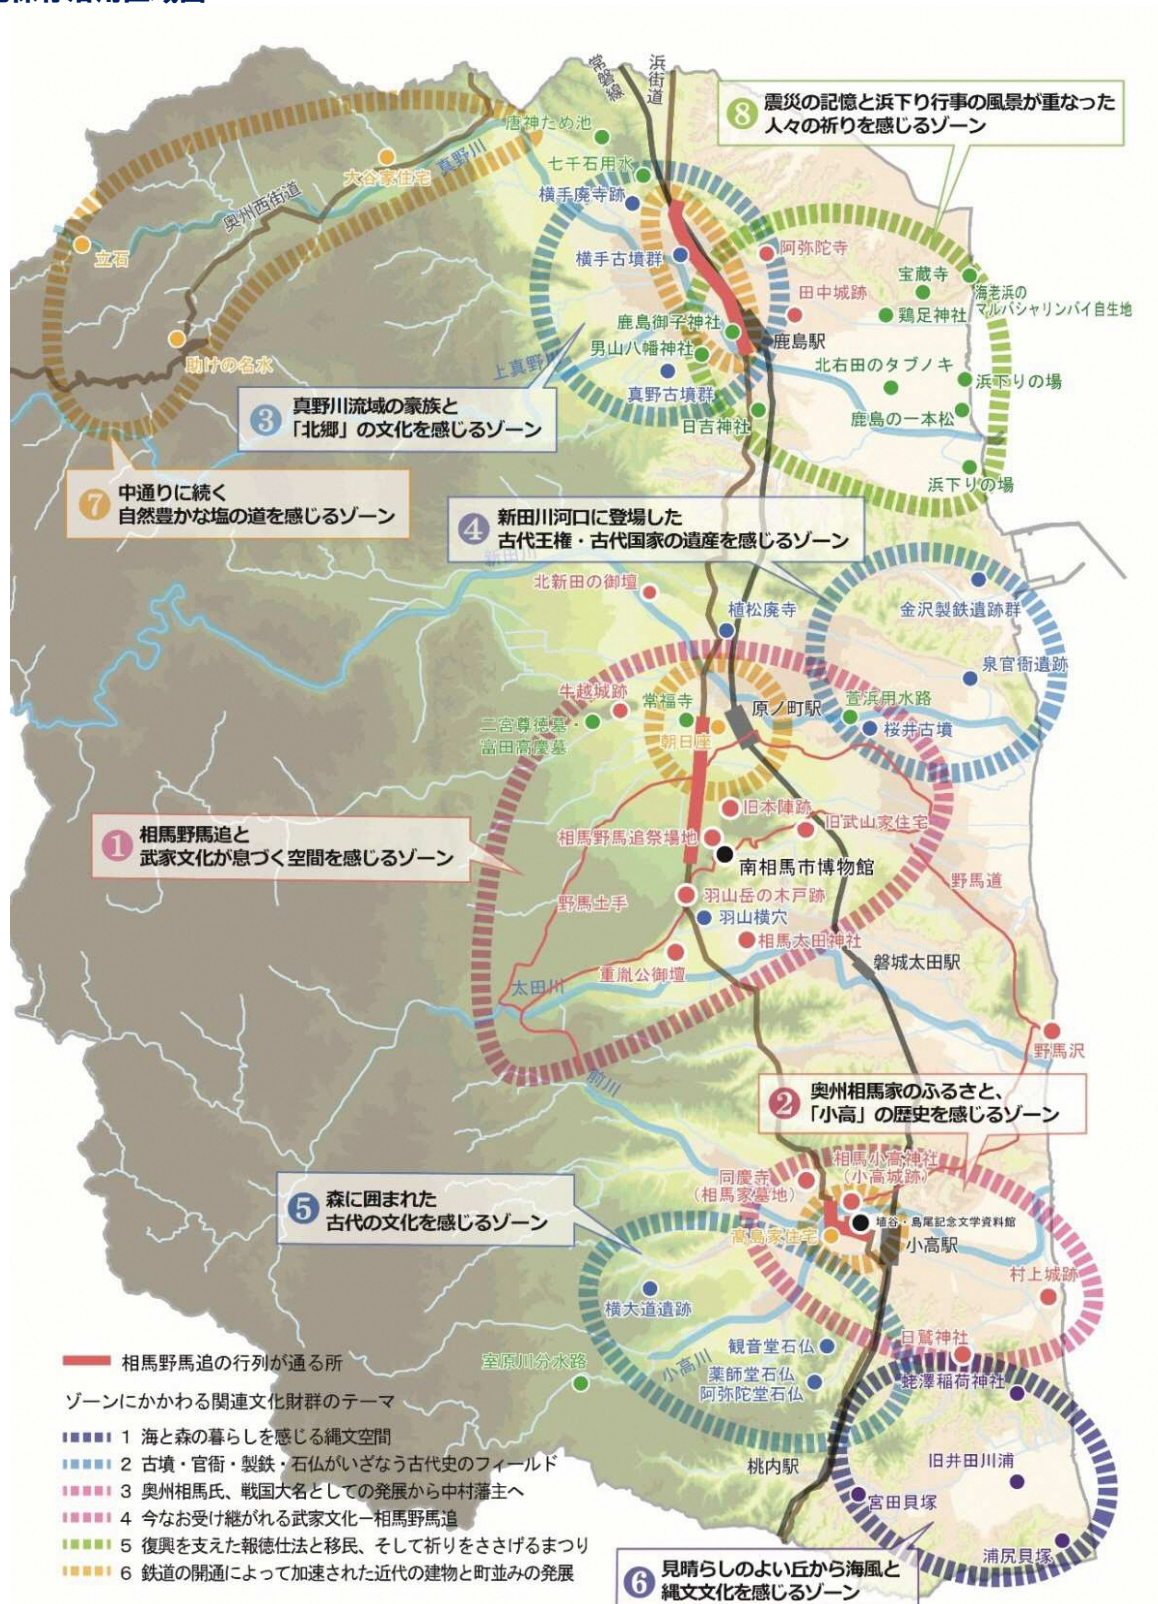 常磐線
浜街道
❽ 震災の記憶と浜下り行事の風景が重なった
人々の祈りを感じるゾーン
唐神ため池
真野川
大谷家住宅
七千石用水
横手廃寺跡
奥州西街道
立石
横手古墳群
阿弥陀寺
宝蔵寺
海老浜の
マルバシャリンバイ自生地
田中城跡
鶏足神社
鹿島御子神社
鹿島駅
助けの名水
男山八幡神社
上真野川
真野古墳群
北右田のタブノキ
浜下りの場
日吉神社
鹿島の一本松
❸ 真野川流域の豪族と
「北郷」の文化を感じるゾーン
浜下りの場
❼ 中通りに続く
自然豊かな塩の道を感じるゾーン
❹ 新田川河口に登場した
古代王権・古代国家の遺産を感じるゾーン
新田川
北新田の御壇
植松廃寺
金沢製鉄遺跡群
泉官衙遺跡
牛越城跡
常福寺
原ノ町駅
萱浜用水路
二宮尊徳墓・
富田高慶墓
朝日座
桜井古墳
旧本陣跡
❶ 相馬野馬追と
武家文化が息づく空間を感じるゾーン
相馬野馬追祭場地
旧武山家住宅
南相馬市博物館
野馬土手
羽山岳の木戸跡
野馬道
羽山横穴
相馬太田神社
重胤公御壇
磐城太田駅
太田川
野馬沢
前川
❷ 奥州相馬家のふるさと、
「小高」の歴史を感じるゾーン
同慶寺
(相馬家墓地)
相馬小高神社
(小高城跡)
❺ 森に囲まれた
古代の文化を感じるゾーン
埴谷・島尾記念文学資料館
高島家住宅
小高駅
村上城跡
横大道遺跡
観音堂石仏
日鷲神社
小高川
薬師堂石仏
阿弥陀堂石仏
室原川分水路
蛯澤稲荷神社
相馬野馬追の行列が通る所
ゾーンにかかわる関連文化財群のテーマ
1 海と森の暮らしを感じる縄文空間
2 古墳・官衙・製鉄・石仏がいざなう古代史のフィールド
3 奥州相馬氏、戦国大名としての発展から中村藩主へ
4 今なお受け継がれる武家文化ー相馬野馬追
5 復興を支えた報徳仕法と移民、そして祈りをささげるまつり
6 鉄道の開通によって加速された近代の建物と町並みの発展
桃内駅
旧井田川浦
宮田貝塚
浦尻貝塚
❻ 見晴らしのよい丘から海風と
縄文文化を感じるゾーン